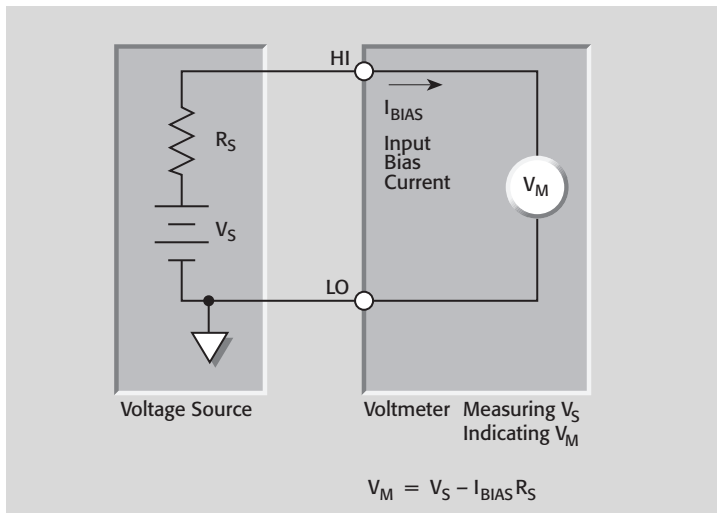 HI
I_BIAS
Input
Bias
Current
R_S
V_M
V_S
LO
Voltage Source
Voltmeter Measuring V_S
Indicating V_M
V_M = V_S – I_BIAS R_S